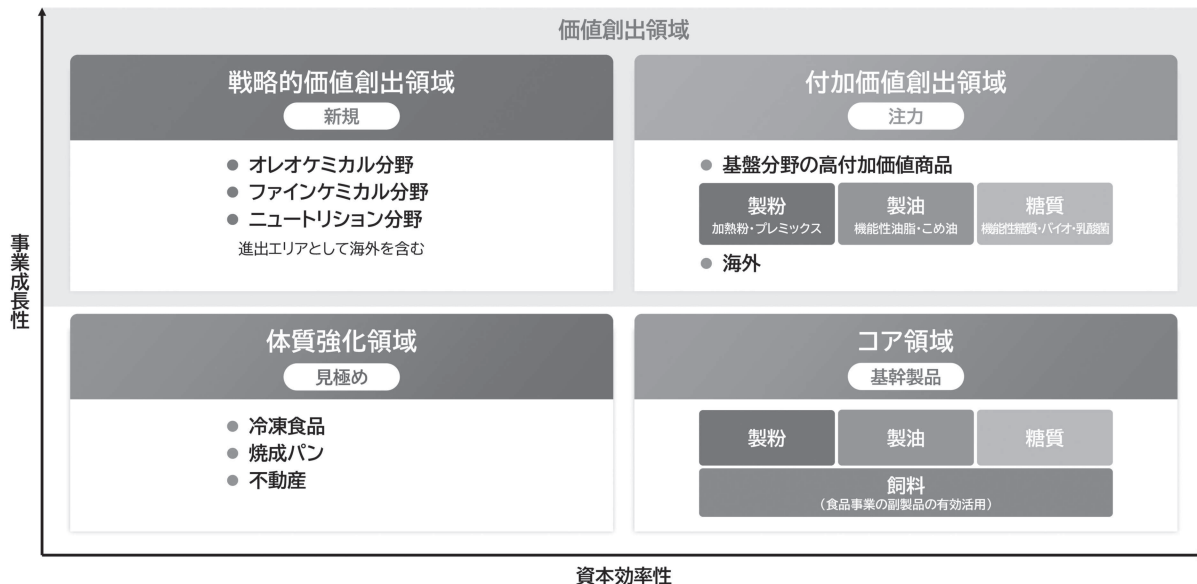 価値創出領域
戦略的価値創出領域
新規
オレオケミカル分野
ファインケミカル分野
ニュートリション分野
進出エリアとして海外を含む
付加価値創出領域
注力
基盤分野の高付加価値商品
製粉
加熱粉・プレミックス
製油
機能性油脂・こめ油
糖質
機能性糖質・バイオ・乳酸菌
海外
体質強化領域
見極め
冷凍食品
焼成パン
不動産
コア領域
基幹製品
製粉
製油
糖質
飼料
（食品事業の副製品の有効活用）
事業成長性
資本効率性